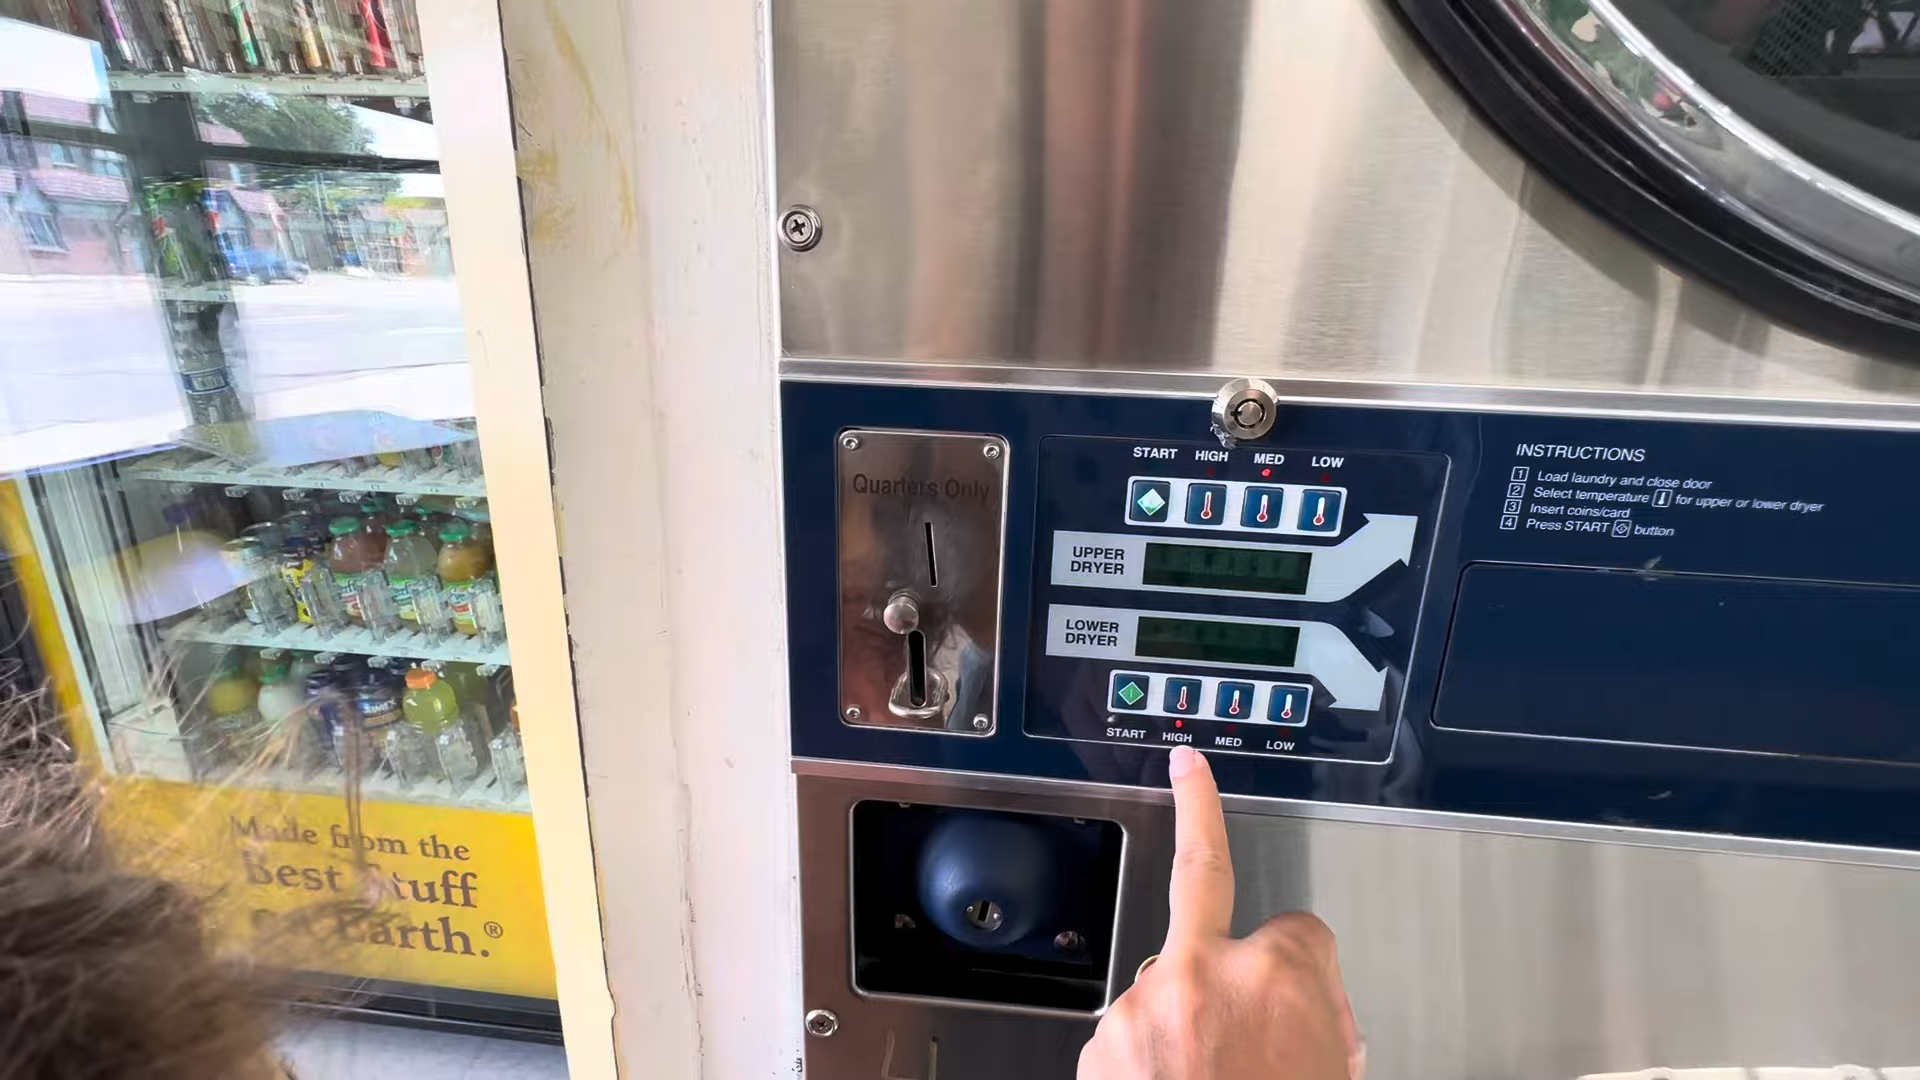 Quarters Only
START HIGH MED LOW
UPPER
DRYER
LOWER
DRYER
START HIGH MED LOW
INSTRUCTIONS
1 Load laundry and close door
2 Select temperature for upper or lower dryer
3 Insert coins/card
4 Press START button
Made from the
Best Stuff
on Earth.®